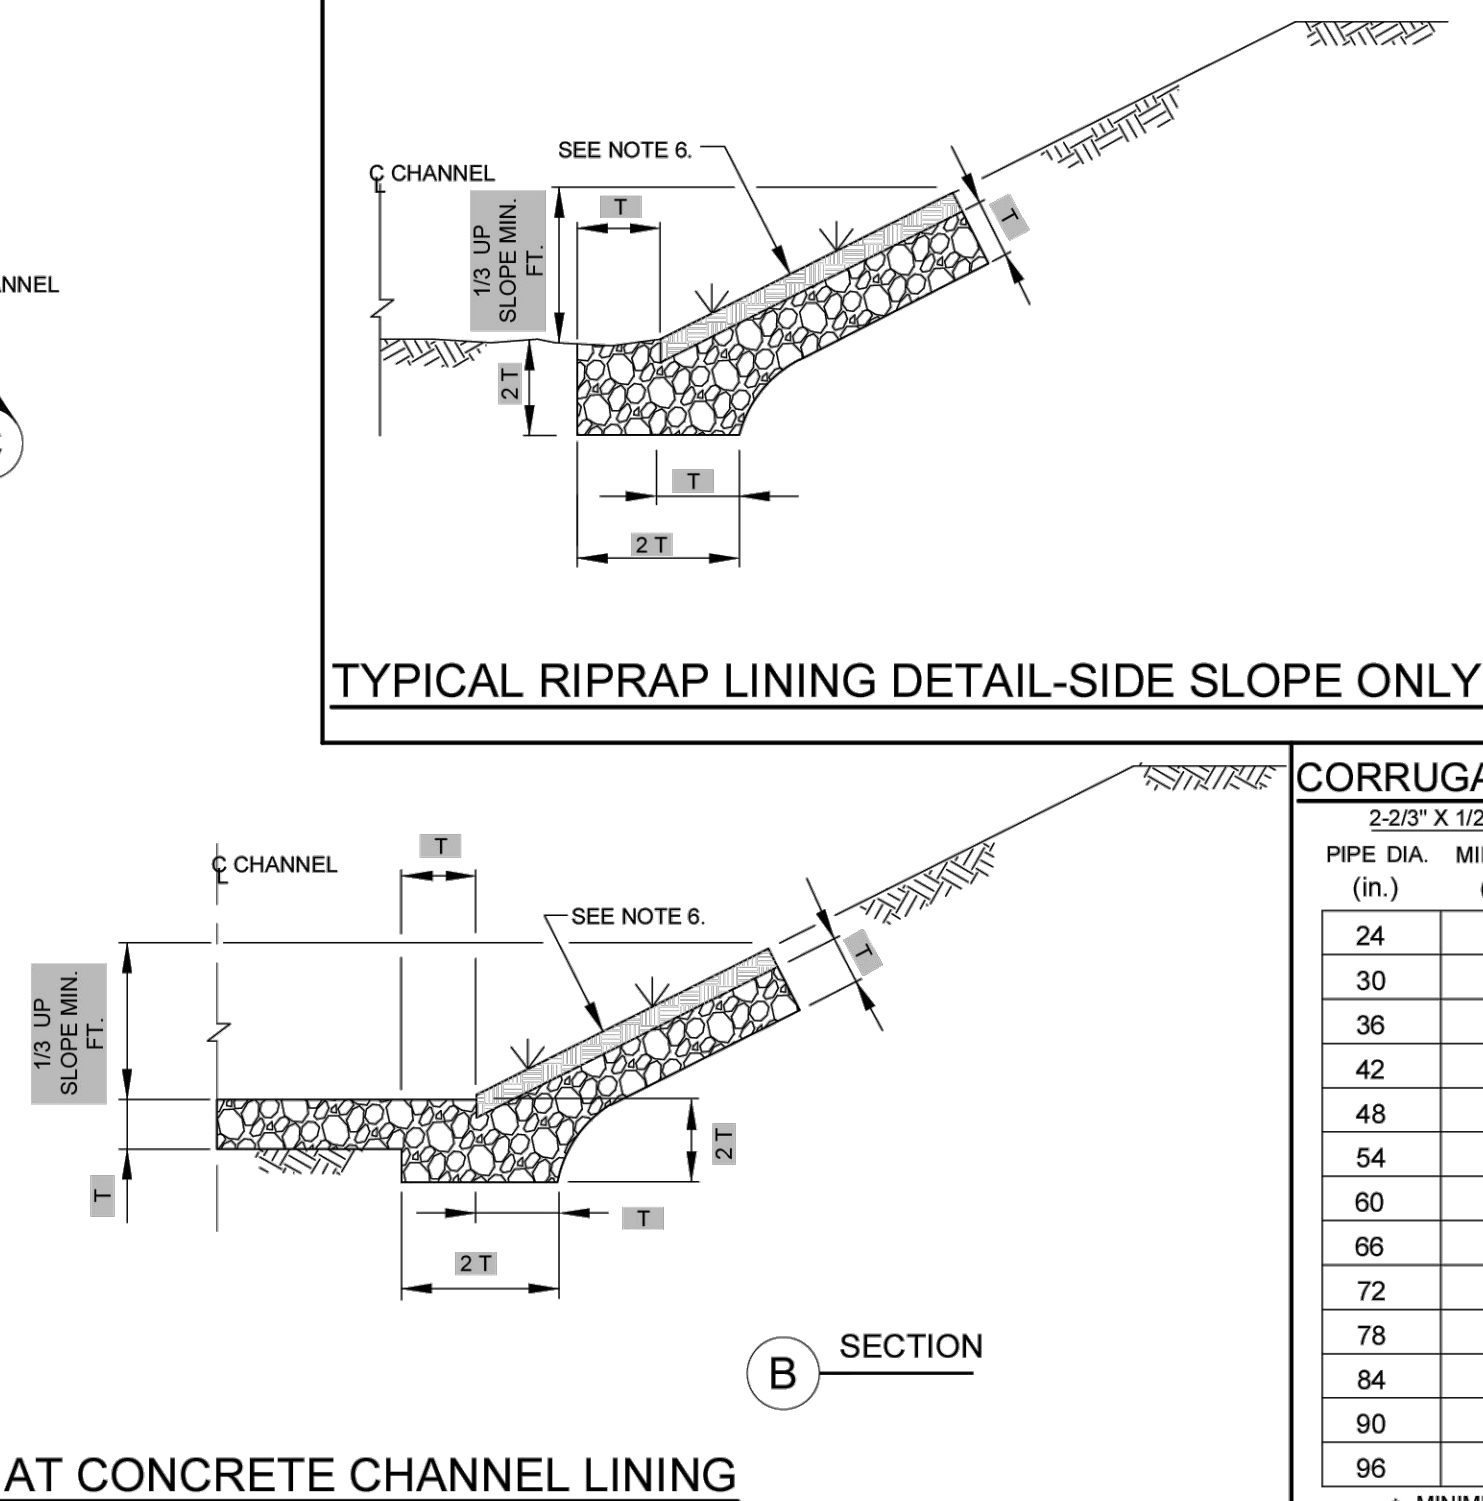 SEE NOTE 6.
CL CHANNEL
T
1/3 UP
SLOPE MIN.
FT.
T
2 T
T
2 T
TYPICAL RIPRAP LINING DETAIL-SIDE SLOPE ONLY
T
CL CHANNEL
SEE NOTE 6.
T
1/3 UP
SLOPE MIN.
FT.
2 T
T
T
2 T
B SECTION
AT CONCRETE CHANNEL LINING
2-2/3" X 1/2
PIPE DIA.
(in.)
24
30
36
42
48
54
60
66
72
78
84
90
96